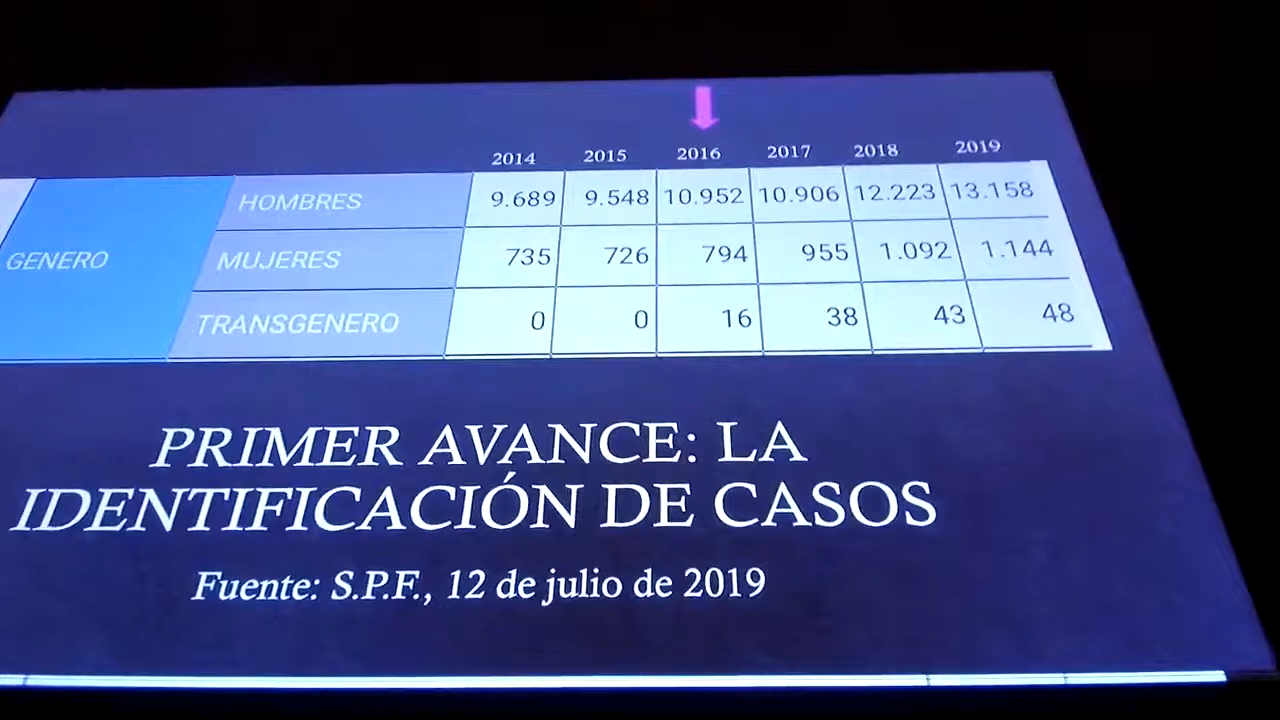 2014 2015 2016 2017 2018 2019
GENERO
HOMBRES 9.689 9.548 10.952 10.906 12.223 13.158
MUJERES 735 726 794 955 1.092 1.144
TRANSGENERO 0 0 16 38 43 48
PRIMER AVANCE: LA
IDENTIFICACIÓN DE CASOS
Fuente: S.P.F., 12 de julio de 2019